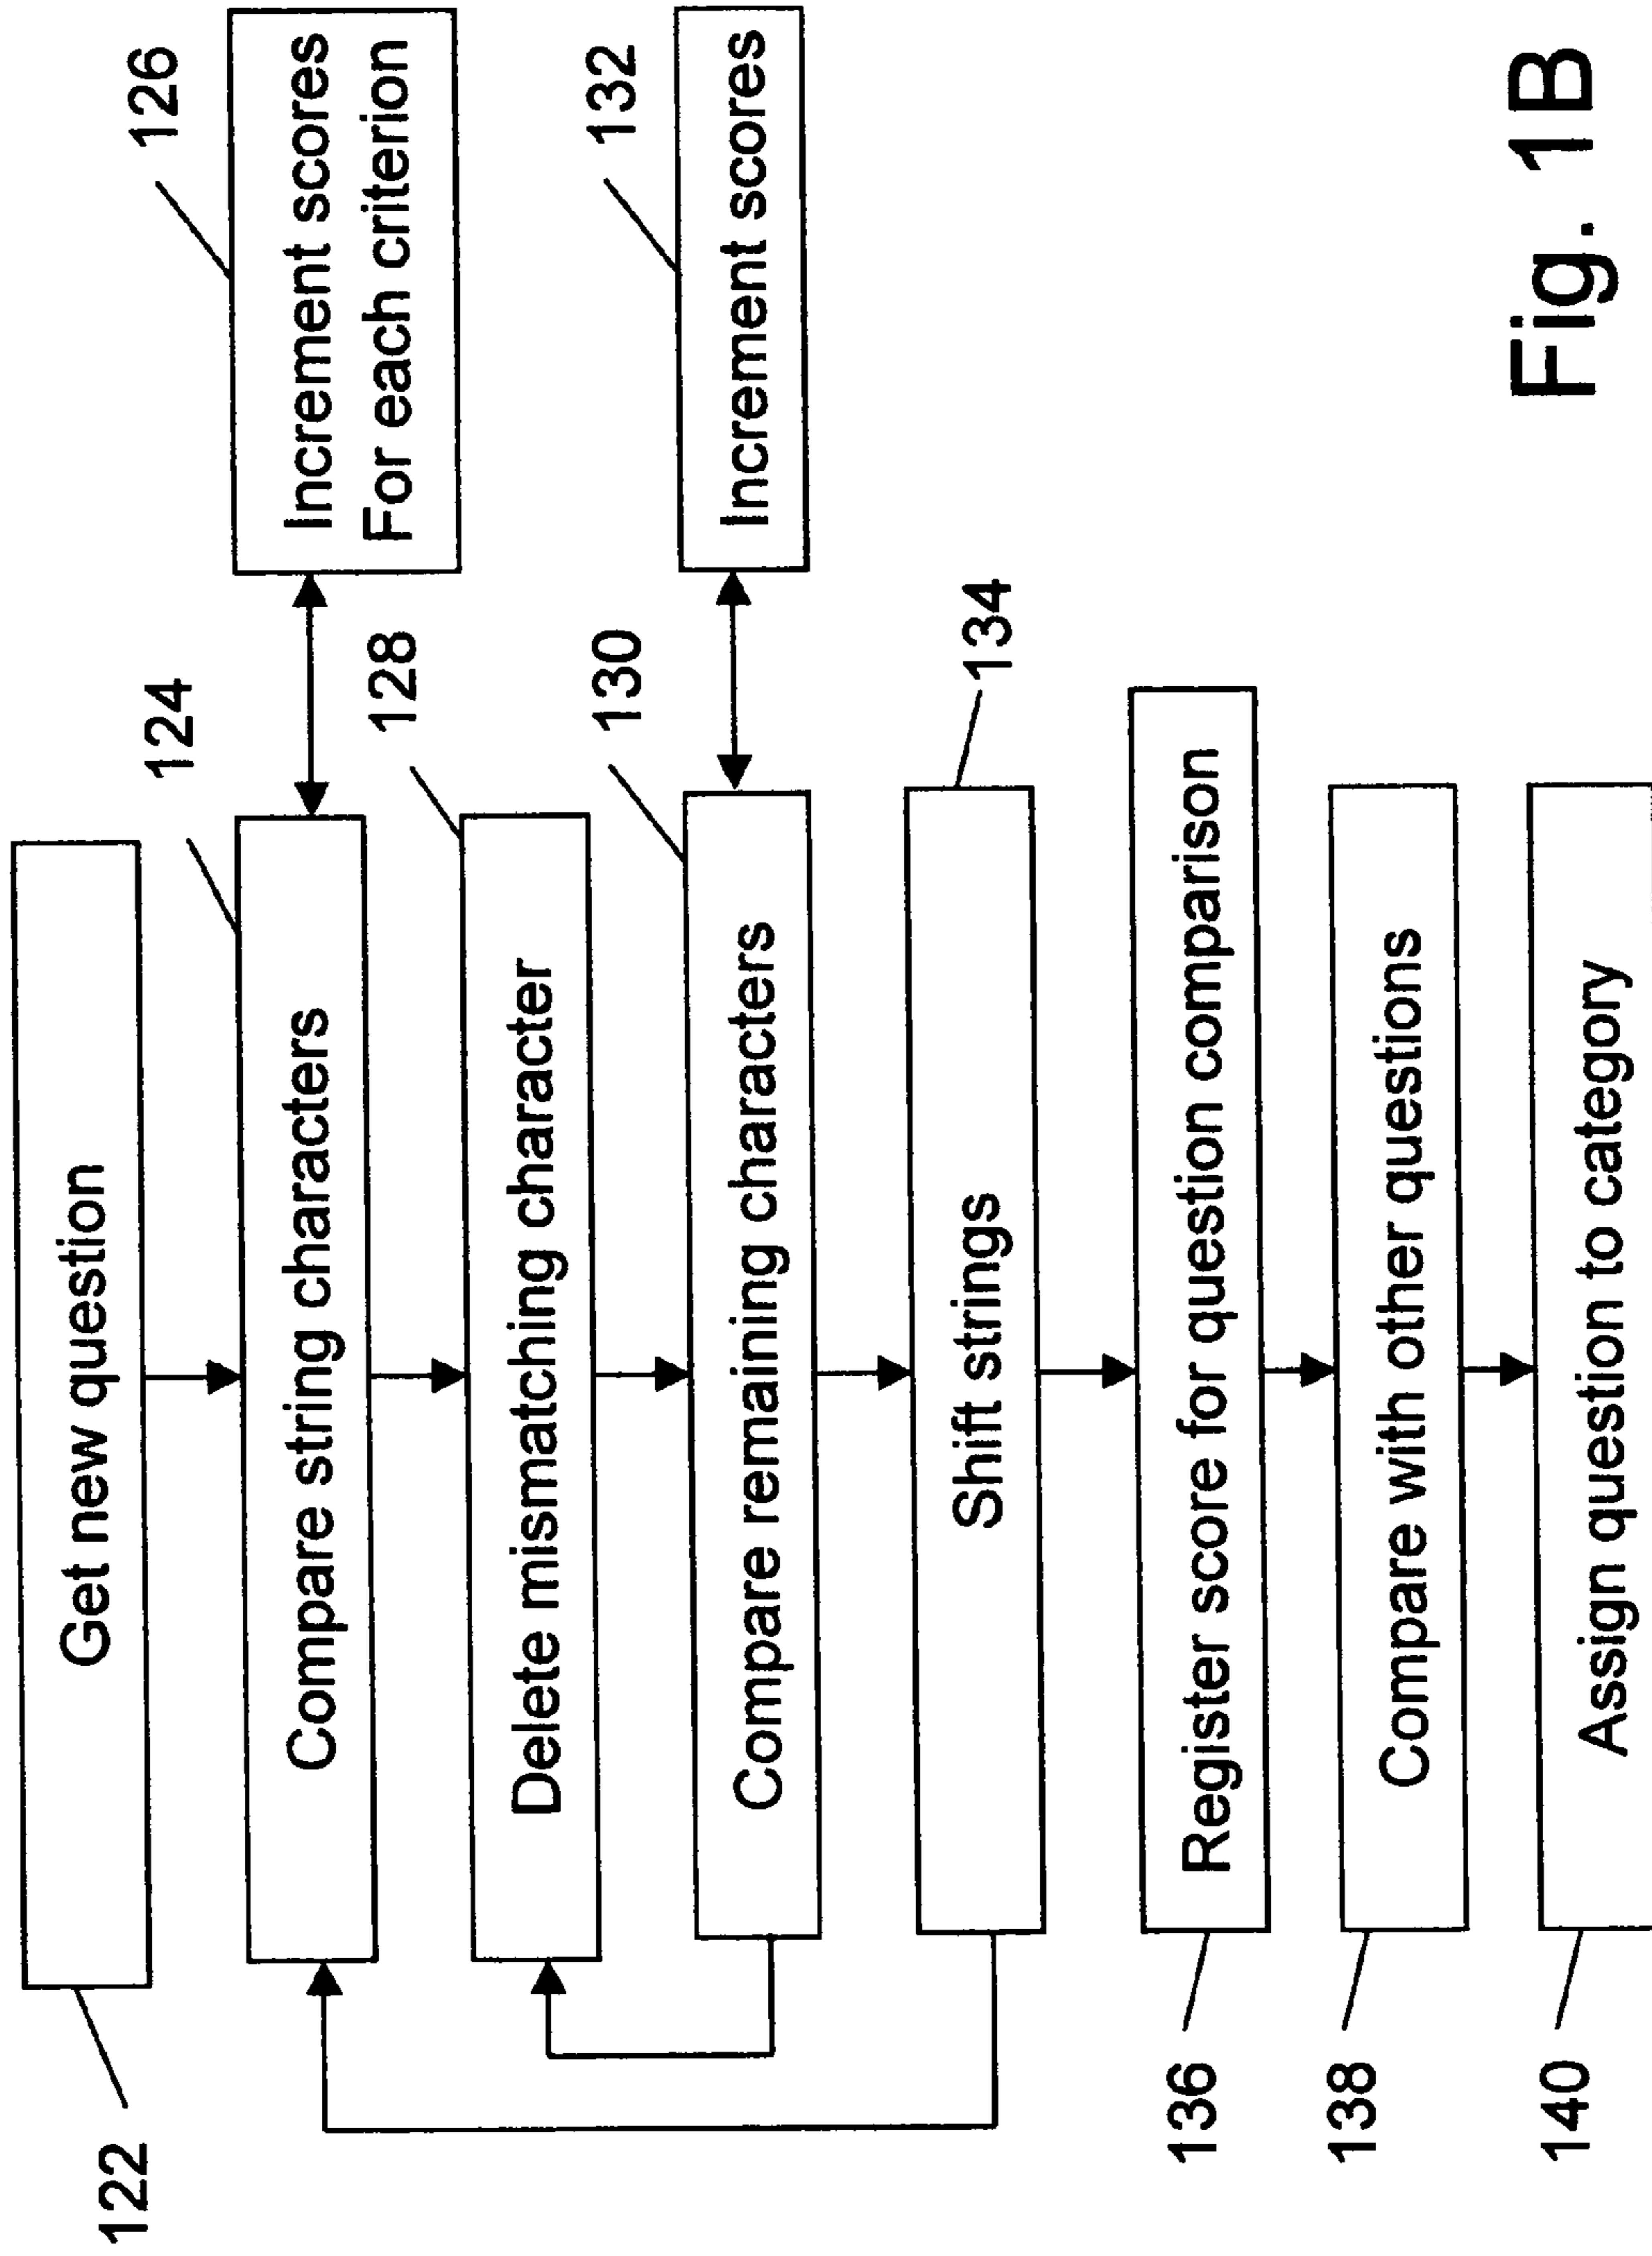 122
Get new question
124
Compare string characters
126
Increment scores
For each criterion
128
Delete mismatching character
130
Compare remaining characters
132
Increment scores
134
Shift strings
136
Register score for question comparison
138
Compare with other questions
140
Assign question to category
Fig. 1B